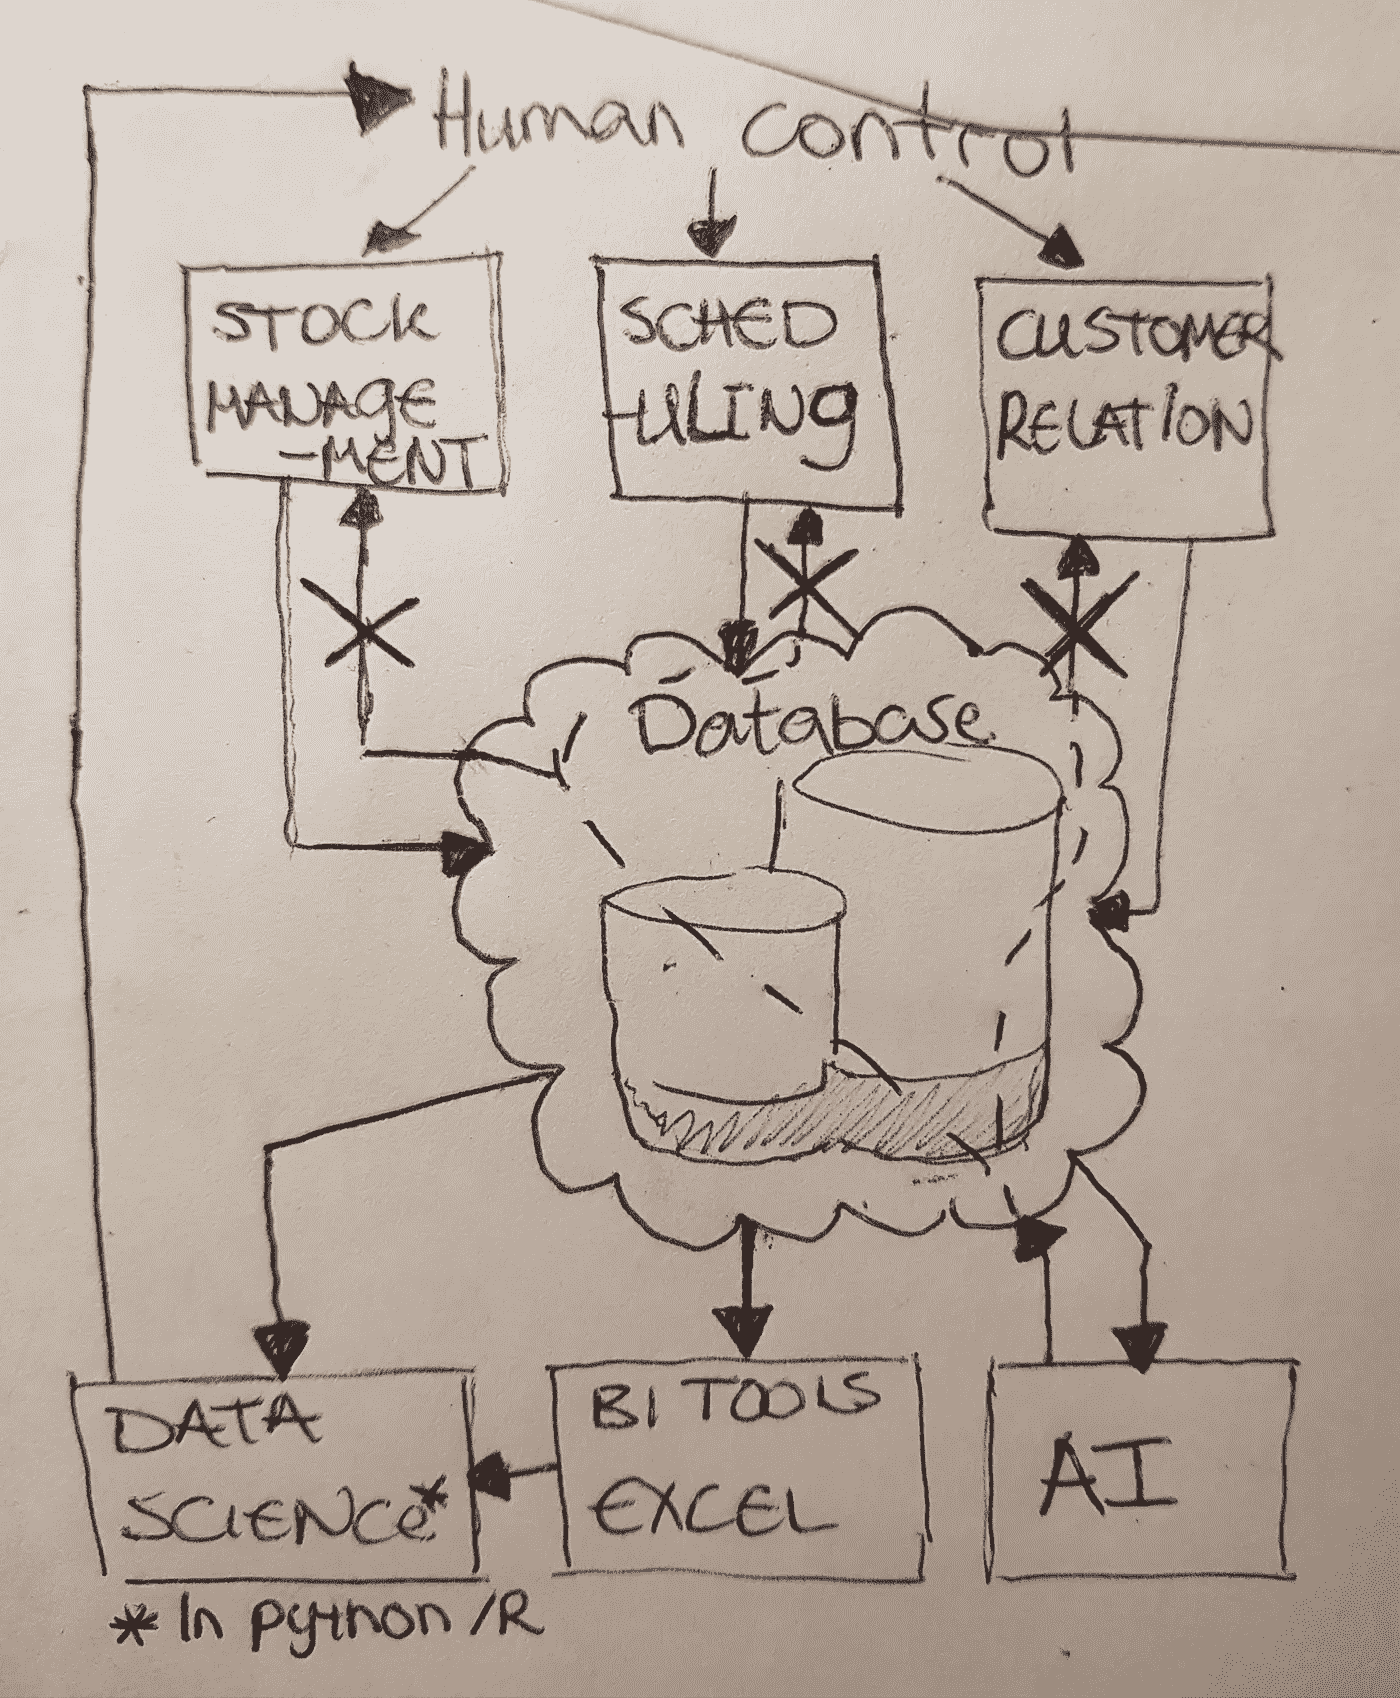 Human control
STOCK
MANAGE
-MENT
SCHED
-ULING
CUSTOMER
RELATION
Database
DATA
SCIENCE*
BI TOOLS
EXCEL
AI
* In python /R